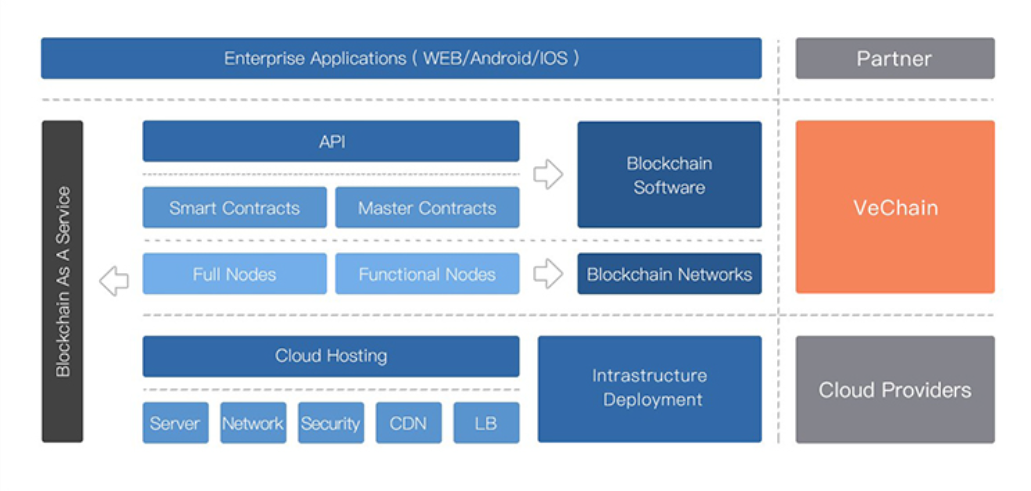 Enterprise Applications ( WEB/Android/IOS )
Partner
Blockchain As A Service
API
Smart Contracts
Master Contracts
Blockchain
Software
VeChain
Full Nodes
Functional Nodes
Blockchain Networks
Cloud Hosting
Server
Network
Security
CDN
LB
Intrastructure
Deployment
Cloud Providers